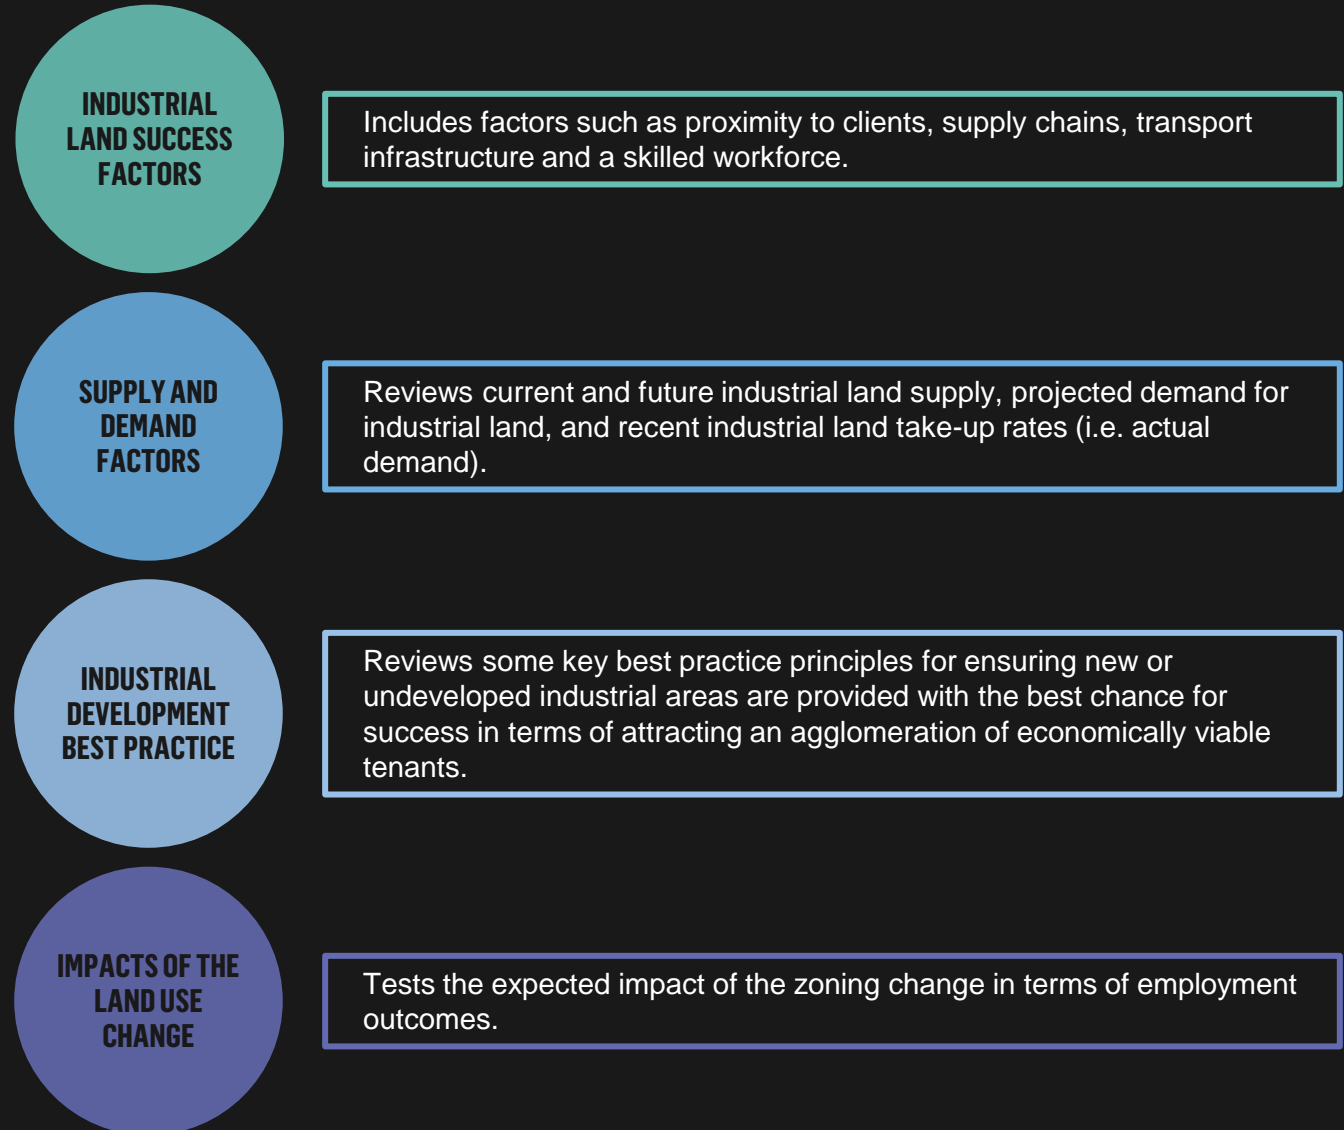 INDUSTRIAL
LAND SUCCESS
FACTORS
Includes factors such as proximity to clients, supply chains, transport
infrastructure and a skilled workforce.
SUPPLY AND
DEMAND
FACTORS
Reviews current and future industrial land supply, projected demand for
industrial land, and recent industrial land take-up rates (i.e. actual
demand).
INDUSTRIAL
DEVELOPMENT
BEST PRACTICE
Reviews some key best practice principles for ensuring new or
undeveloped industrial areas are provided with the best chance for
success in terms of attracting an agglomeration of economically viable
tenants.
IMPACTS OF THE
LAND USE
CHANGE
Tests the expected impact of the zoning change in terms of employment
outcomes.